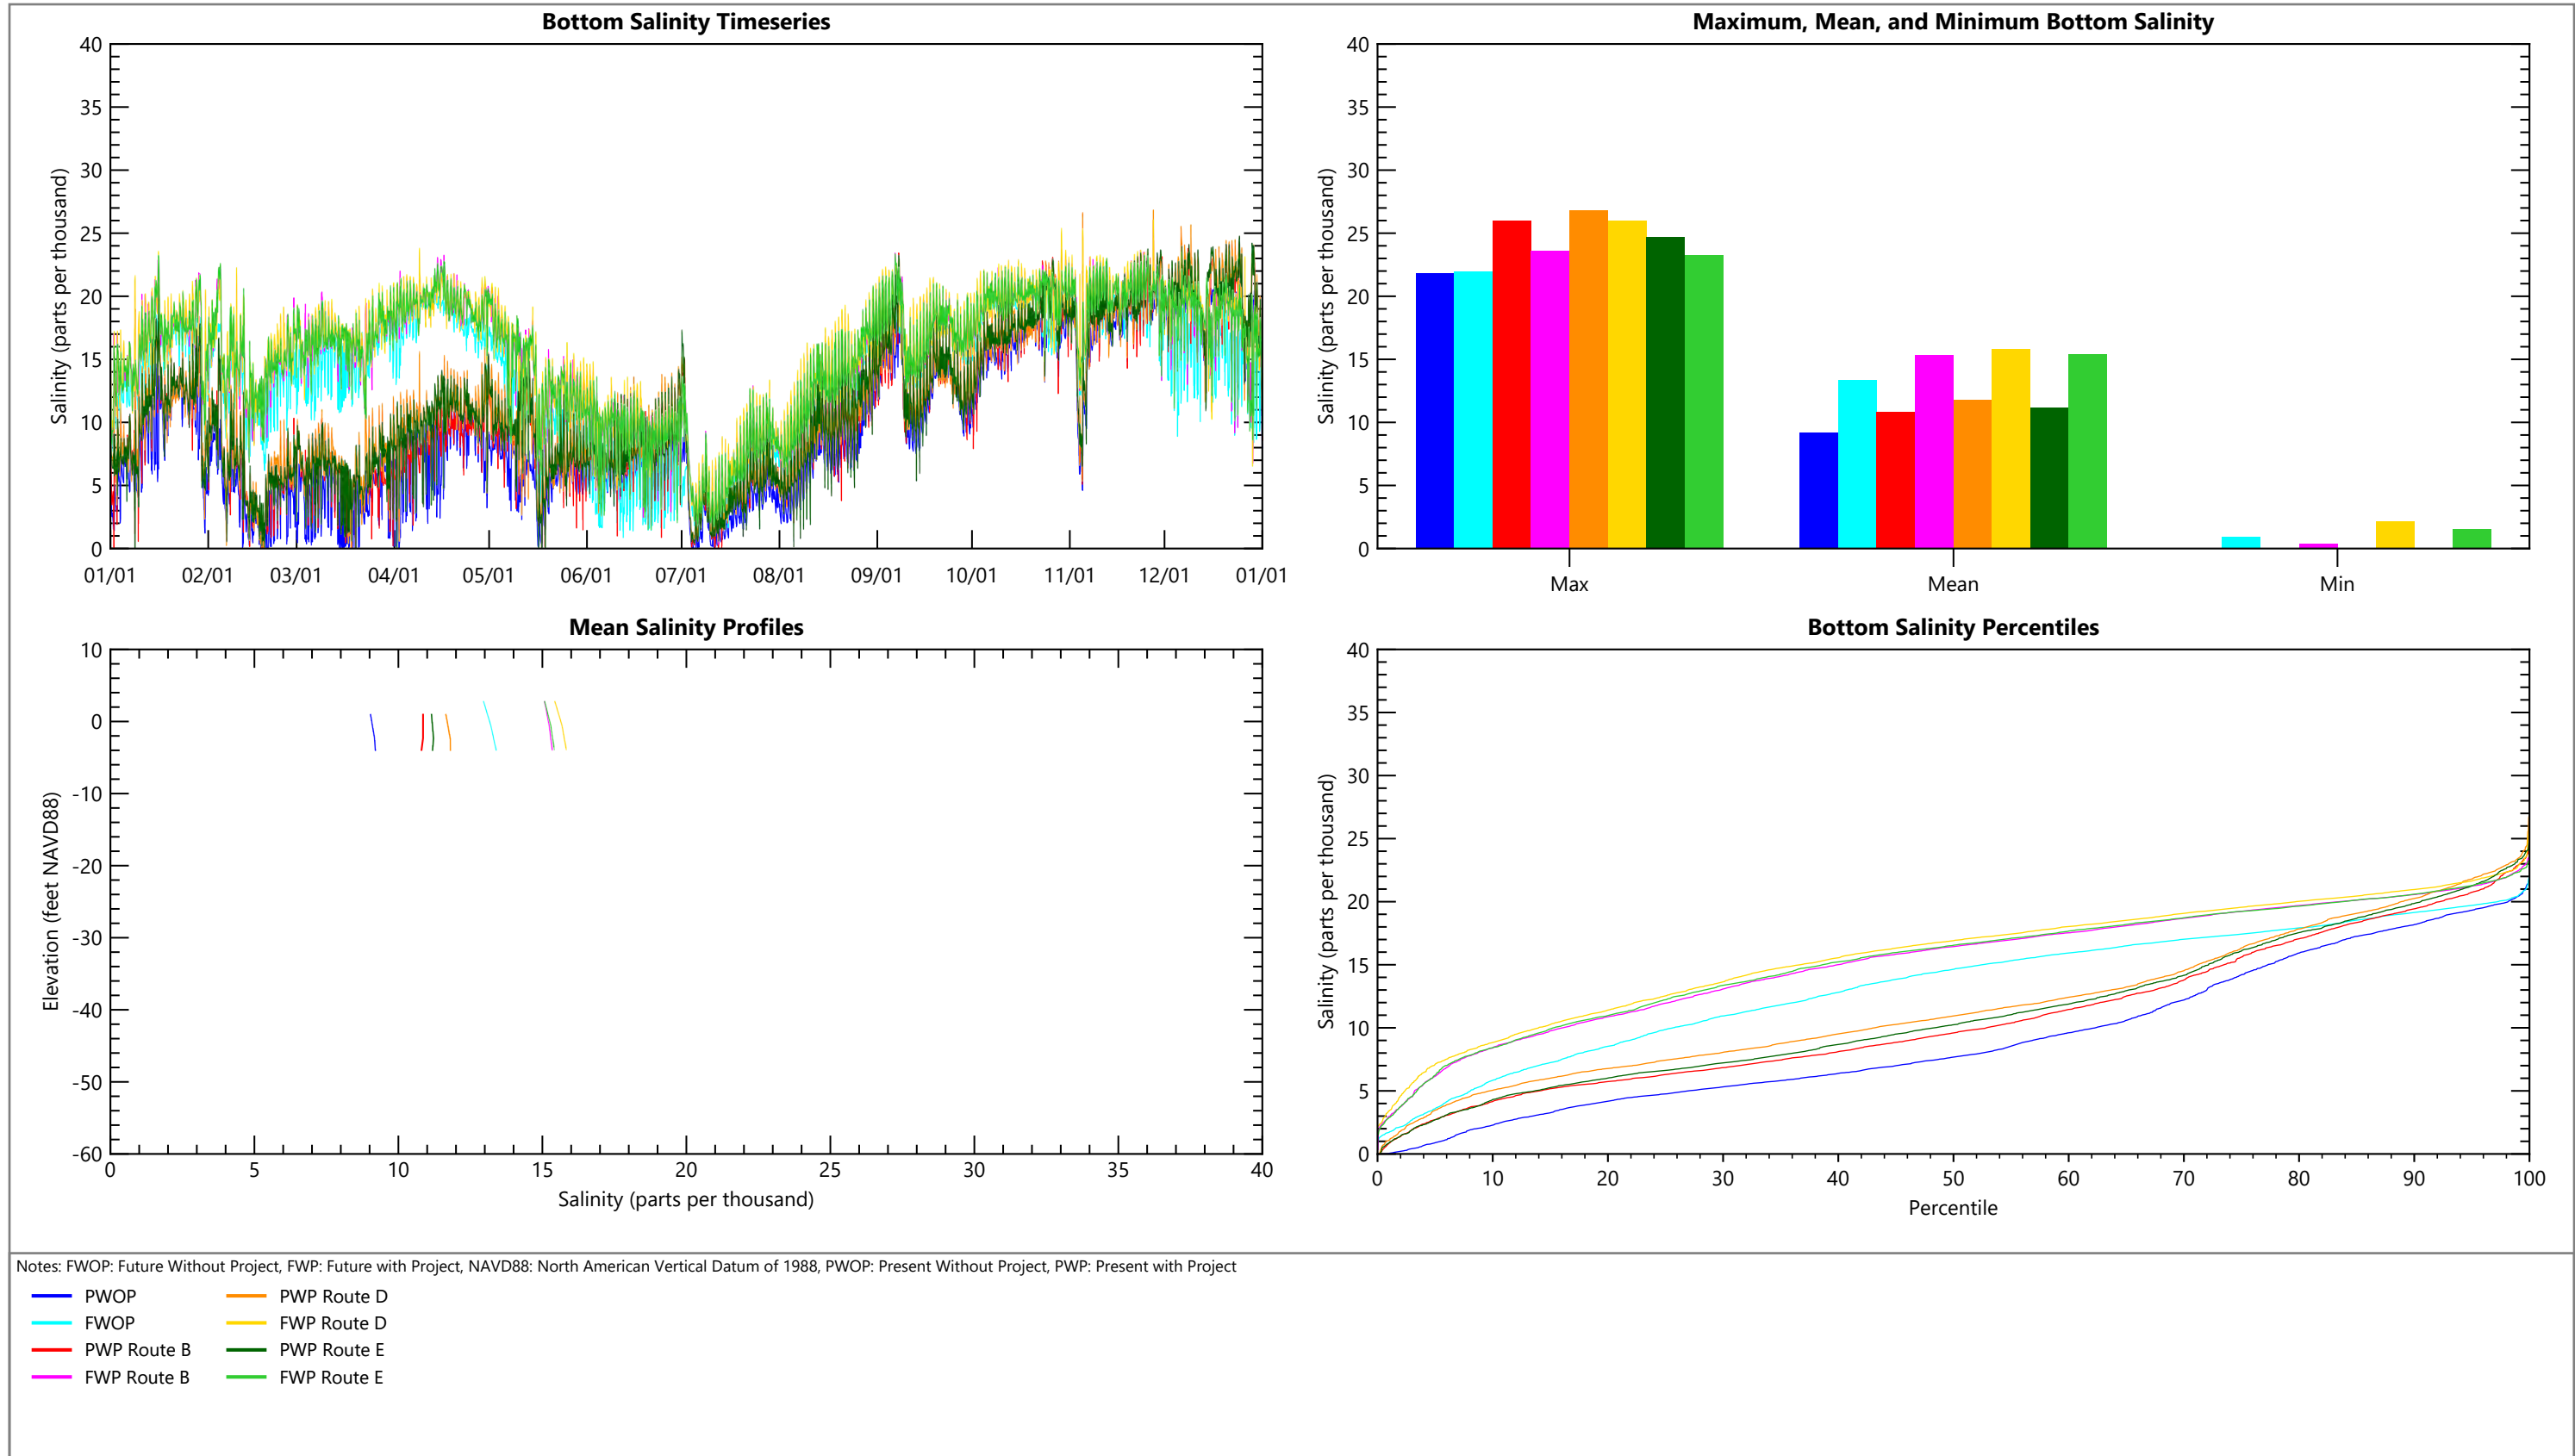 Bottom Salinity Timeseries
Salinity (parts per thousand)
40
35
30
25
20
15
10
5
0
01/01 02/01 03/01 04/01 05/01 06/01 07/01 08/01 09/01 10/01 11/01 12/01 01/01
Maximum, Mean, and Minimum Bottom Salinity
Salinity (parts per thousand)
40
35
30
25
20
15
10
5
0
Max Mean Min
Mean Salinity Profiles
Elevation (feet NAVD88)
10
0
-10
-20
-30
-40
-50
-60
0 5 10 15 20 25 30 35 40
Salinity (parts per thousand)
Bottom Salinity Percentiles
Salinity (parts per thousand)
40
35
30
25
20
15
10
5
0
0 10 20 30 40 50 60 70 80 90 100
Percentile
Notes: FWOP: Future Without Project, FWP: Future with Project, NAVD88: North American Vertical Datum of 1988, PWOP: Present Without Project, PWP: Present with Project
PWOP
FWOP
PWP Route B
FWP Route B
PWP Route D
FWP Route D
PWP Route E
FWP Route E